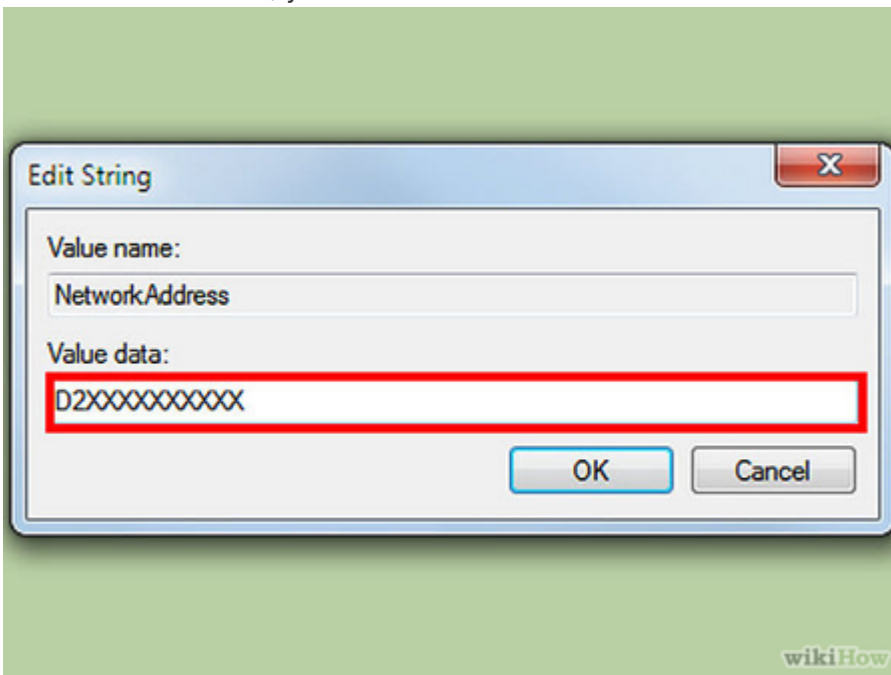 Edit String
Value name:
NetworkAddress
Value data:
D2XXXXXXXXXX
OK
Cancel
wikiHow